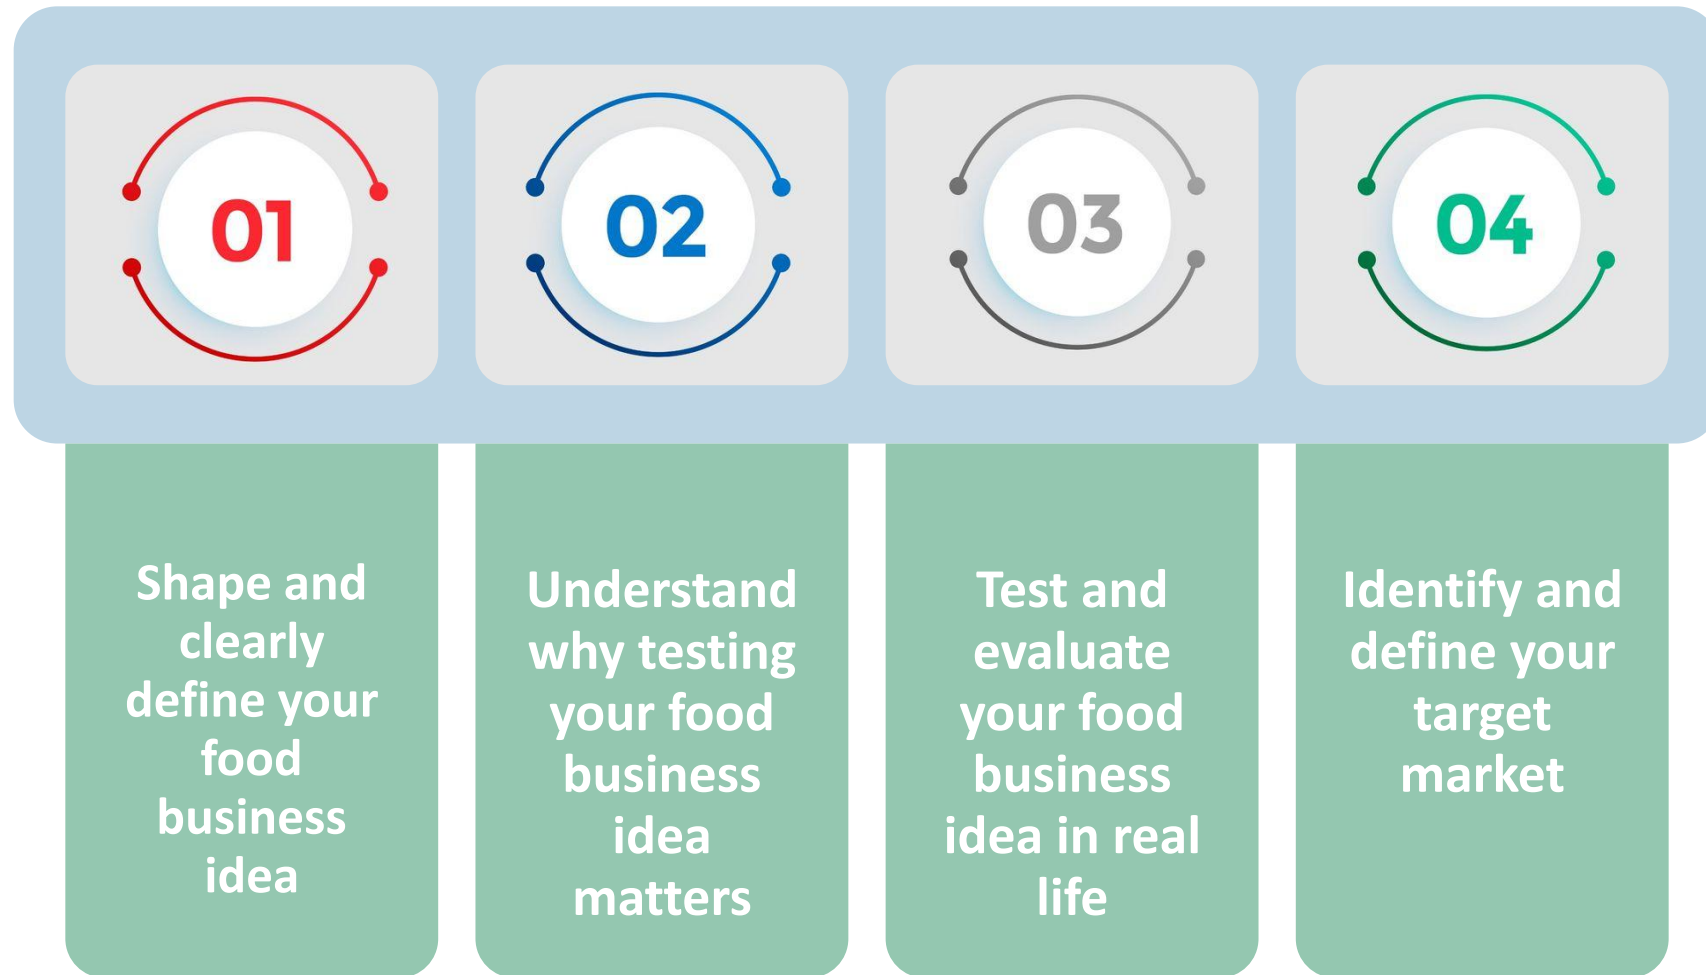 01
02
03
04
Shape and
clearly
define your
food
business
idea
Understand
why testing
your food
business
idea
matters
Test and
evaluate
your food
business
idea in real
life
Identify and
define your
target
market